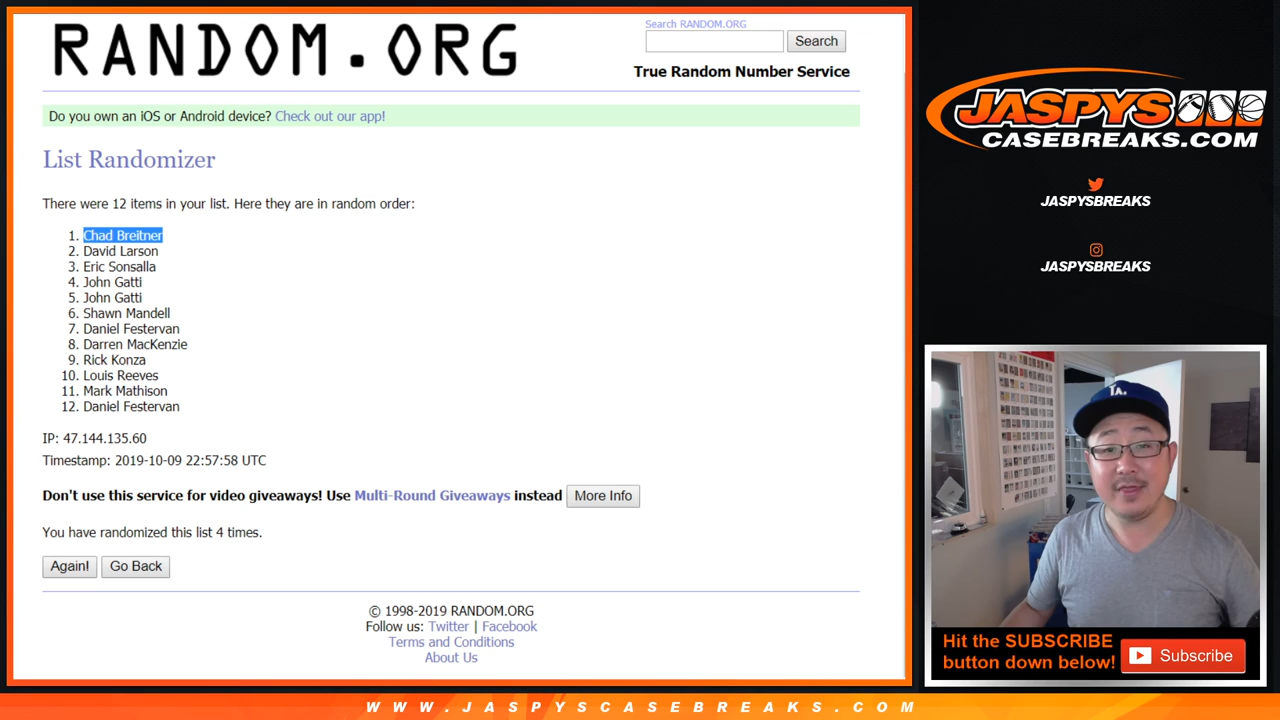 RANDOM.ORG
Search RANDOM.ORG
Search
True Random Number Service
Do you own an iOS or Android device? Check out our app!
List Randomizer
There were 12 items in your list. Here they are in random order:
1. Chad Breitner
2. David Larson
3. Eric Sonsalla
4. John Gatti
5. John Gatti
6. Shawn Mandell
7. Daniel Festervan
8. Darren MacKenzie
9. Rick Konza
10. Louis Reeves
11. Mark Mathison
12. Daniel Festervan
IP: 47.144.135.60
Timestamp: 2019-10-09 22:57:58 UTC
Don't use this service for video giveaways! Use Multi-Round Giveaways instead More Info
You have randomized this list 4 times.
Again! Go Back
© 1998-2019 RANDOM.ORG
Follow us: Twitter | Facebook
Terms and Conditions
About Us
JASPYS
CASEBREAKS.COM
JASPYSBREAKS
JASPYSBREAKS
LA
Hit the SUBSCRIBE
button down below!
Subscribe
WWW.JASPYSCASEBREAKS.COM